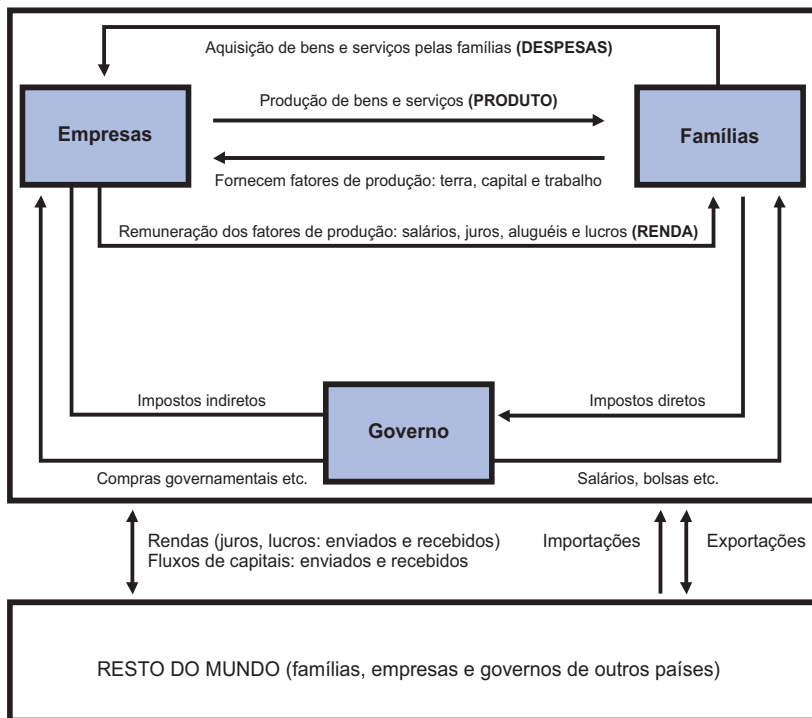 Aquisição de bens e serviços pelas famílias (DESPESAS)
Produção de bens e serviços (PRODUTO)
Empresas
Famílias
Fornecem fatores de produção: terra, capital e trabalho
Remuneração dos fatores de produção: salários, juros, aluguéis e lucros (RENDA)
Impostos indiretos
Impostos diretos
Governo
Compras governamentais etc.
Salários, bolsas etc.
Rendas (juros, lucros: enviados e recebidos)
Fluxos de capitais: enviados e recebidos
Importações
Exportações
RESTO DO MUNDO (famílias, empresas e governos de outros países)